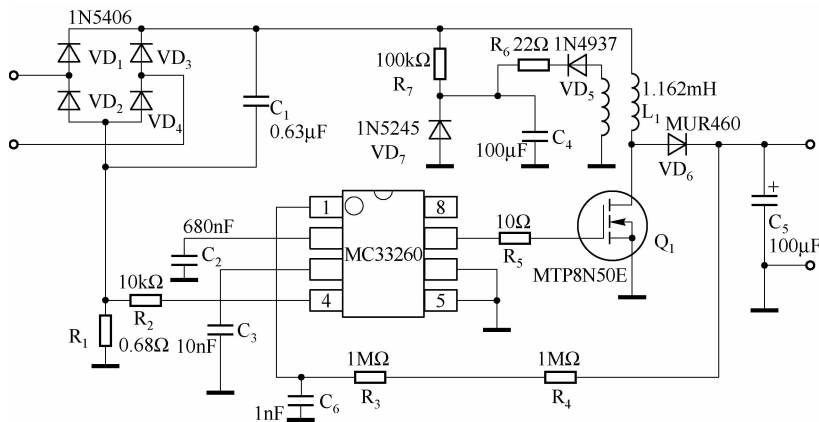 1N5406
VD1
VD3
VD2
VD4
C1
0.63μF
100kΩ
R7
R6
22Ω
1N4937
VD5
1.162mH
L1
1N5245
VD7
100μF
C4
MUR460
VD6
+
C5
100μF
1
8
MC33260
4
5
680nF
C2
10Ω
R5
Q1
MTP8N50E
10kΩ
R2
R1
0.68Ω
10nF
C3
1MΩ
R3
1MΩ
R4
1nF
C6